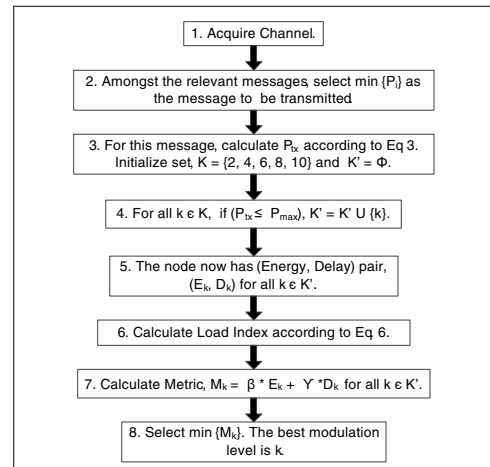 1. Acquire Channel.
2. Amongst the relevant messages, select min {Pi} as
the message to be transmitted.
3. For this message, calculate Ptx according to Eq 3.
Initialize set, K = {2, 4, 6, 8, 10} and K' = Φ.
4. For all k ϵ K, if (Ptx ≤ Pmax), K' = K' U {k}.
5. The node now has (Energy, Delay) pair,
(Ek, Dk) for all k ϵ K'.
6. Calculate Load Index according to Eq. 6.
7. Calculate Metric, Mk = β * Ek + ϒ *Dk for all k ϵ K'.
8. Select min {Mk}. The best modulation
level is k.